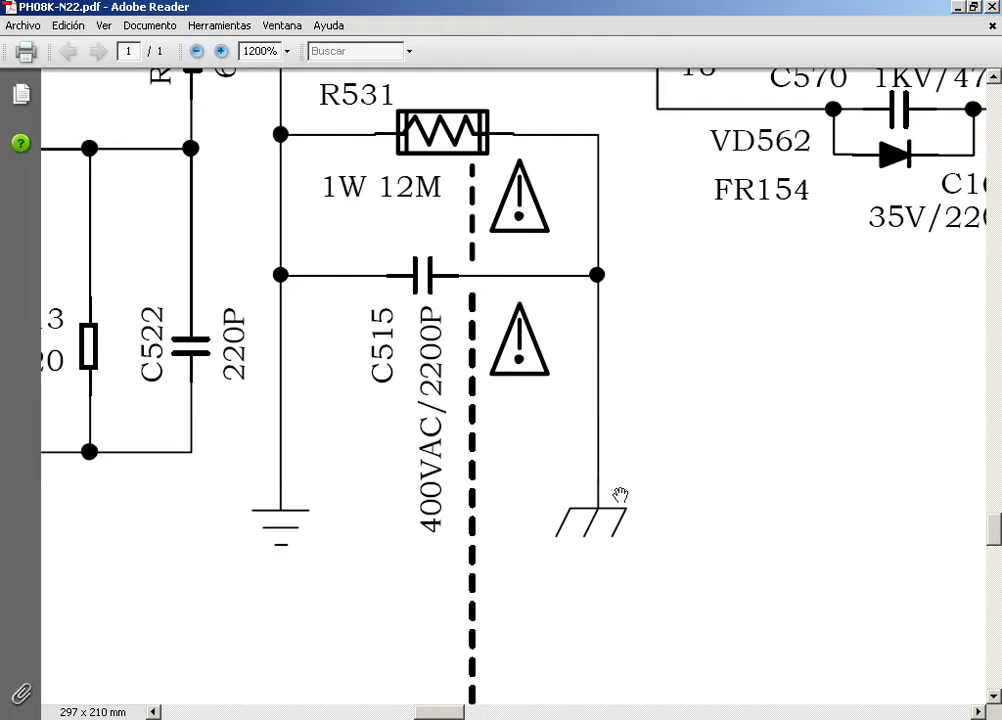 PH08K-N22.pdf - Adobe Reader
Archivo Edición Ver Documento Herramientas Ventana Ayuda
1 / 1 1200% Buscar
C570 1KV/47
R531
VD562
1W 12M
FR154
35V/220
C522
220P
C515
400VAC/2200P
297 x 210 mm